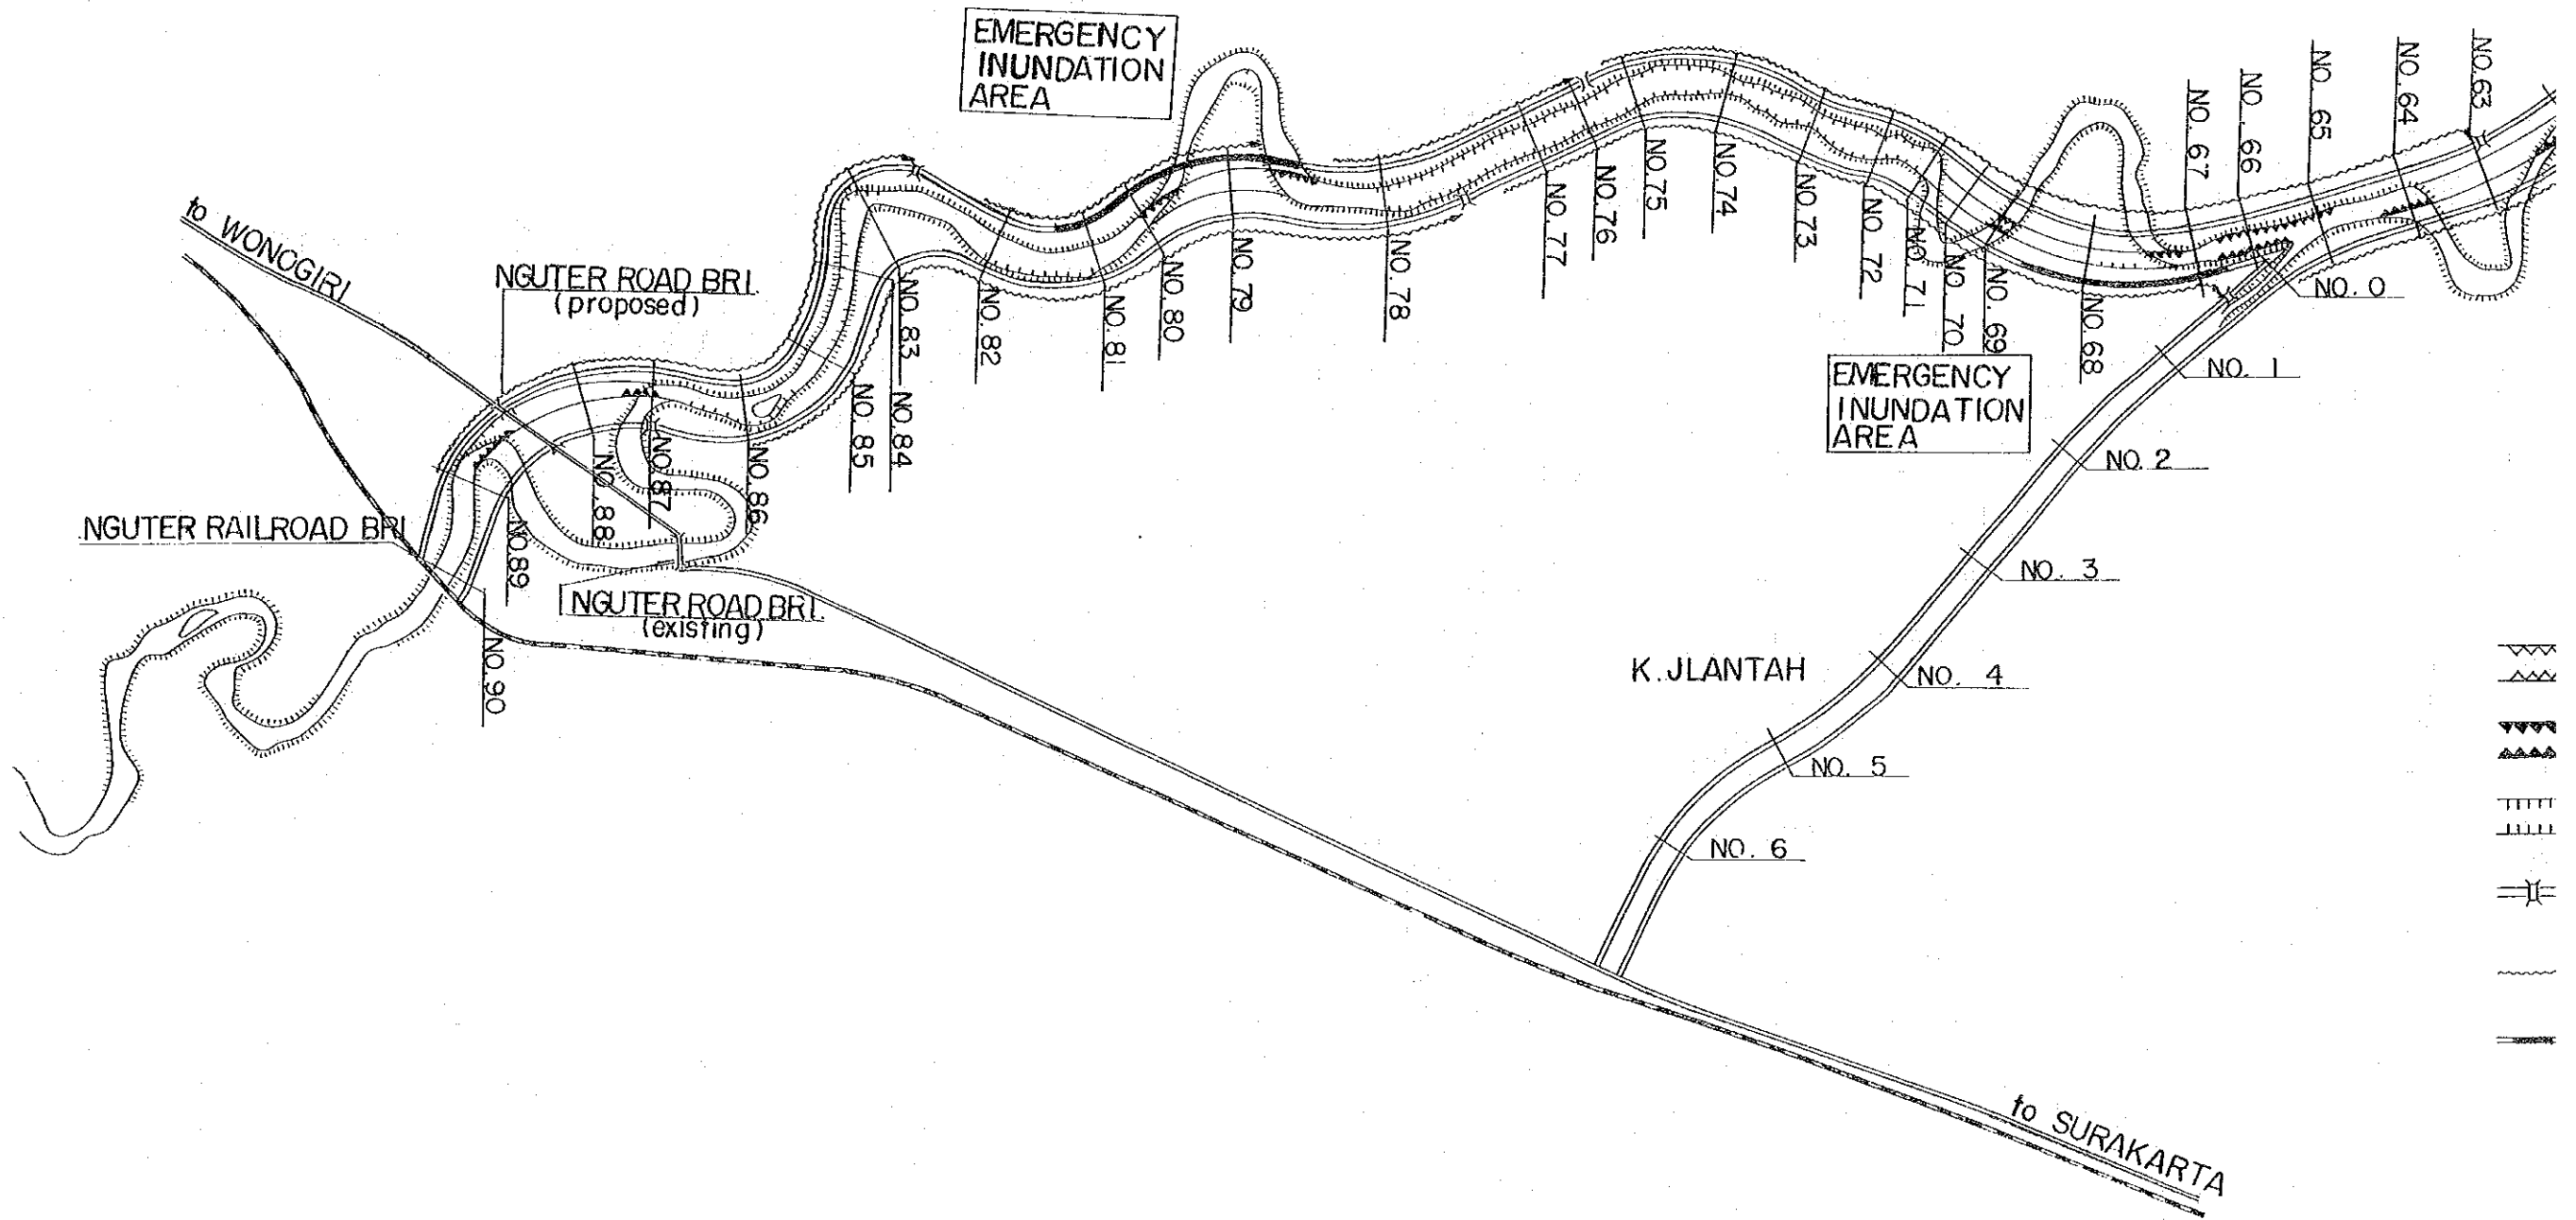 EMERGENCY
INUNDATION
AREA
NO.63
NO. 64
NO. 65
NO. 66
NO. 67
to WONOGIRI
NGUTER ROAD BRI.
(proposed)
NO. 75
NO. 74
NO. 76
NO. 77
NO. 73
NO. 72
NO. 71
NO. 70
NO. 69
NO. 68
NO. 78
NO. 79
NO. 80
NO. 81
NO. 82
NO. 83
NO. 84
NO. 85
NO. 86
NO. 87
NO. 88
NO. 0
NO. 1
EMERGENCY
INUNDATION
AREA
NO. 2
NGUTER RAILROAD BRI.
NO.89
NO. 3
NGUTER ROAD BRI.
(existing)
NO. 90
K. JLANTAH
NO. 4
NO. 5
NO. 6
to SURAKARTA